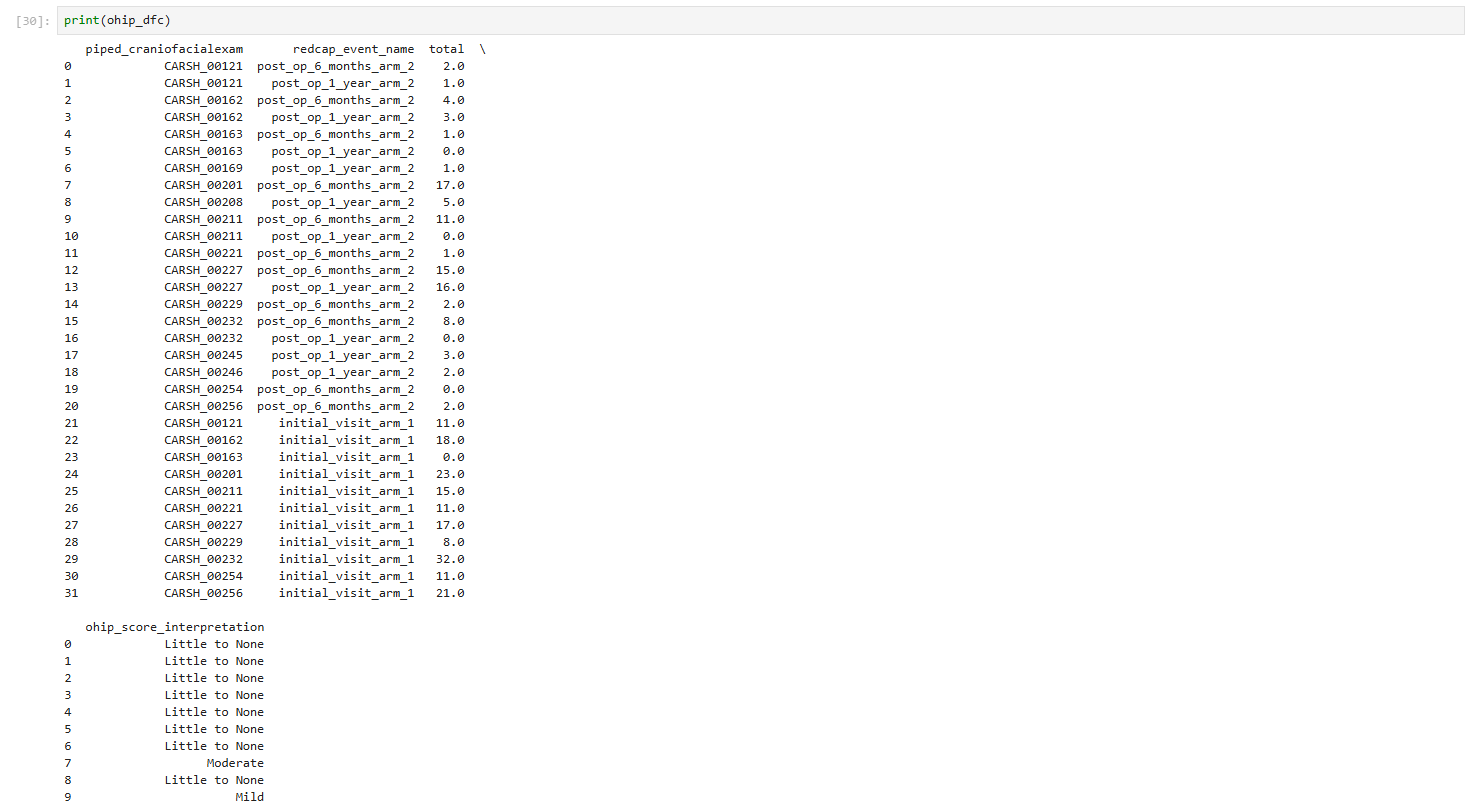 [30]: print(ohip_dfc)
piped_craniofacialexam redcap_event_name total \
0 CARSH_00121 post_op_6_months_arm_2 2.0
1 CARSH_00121 post_op_1_year_arm_2 1.0
2 CARSH_00162 post_op_6_months_arm_2 4.0
3 CARSH_00162 post_op_1_year_arm_2 3.0
4 CARSH_00163 post_op_6_months_arm_2 1.0
5 CARSH_00163 post_op_1_year_arm_2 0.0
6 CARSH_00169 post_op_1_year_arm_2 1.0
7 CARSH_00201 post_op_6_months_arm_2 17.0
8 CARSH_00208 post_op_1_year_arm_2 5.0
9 CARSH_00211 post_op_6_months_arm_2 11.0
10 CARSH_00211 post_op_1_year_arm_2 0.0
11 CARSH_00221 post_op_6_months_arm_2 1.0
12 CARSH_00227 post_op_6_months_arm_2 15.0
13 CARSH_00227 post_op_1_year_arm_2 16.0
14 CARSH_00229 post_op_6_months_arm_2 2.0
15 CARSH_00232 post_op_6_months_arm_2 8.0
16 CARSH_00232 post_op_1_year_arm_2 0.0
17 CARSH_00245 post_op_1_year_arm_2 3.0
18 CARSH_00246 post_op_1_year_arm_2 2.0
19 CARSH_00254 post_op_6_months_arm_2 0.0
20 CARSH_00256 post_op_6_months_arm_2 2.0
21 CARSH_00121 initial_visit_arm_1 11.0
22 CARSH_00162 initial_visit_arm_1 18.0
23 CARSH_00163 initial_visit_arm_1 0.0
24 CARSH_00201 initial_visit_arm_1 23.0
25 CARSH_00211 initial_visit_arm_1 15.0
26 CARSH_00221 initial_visit_arm_1 11.0
27 CARSH_00227 initial_visit_arm_1 17.0
28 CARSH_00229 initial_visit_arm_1 8.0
29 CARSH_00232 initial_visit_arm_1 32.0
30 CARSH_00254 initial_visit_arm_1 11.0
31 CARSH_00256 initial_visit_arm_1 21.0
ohip_score_interpretation
0 Little to None
1 Little to None
2 Little to None
3 Little to None
4 Little to None
5 Little to None
6 Little to None
7 Moderate
8 Little to None
9 Mild